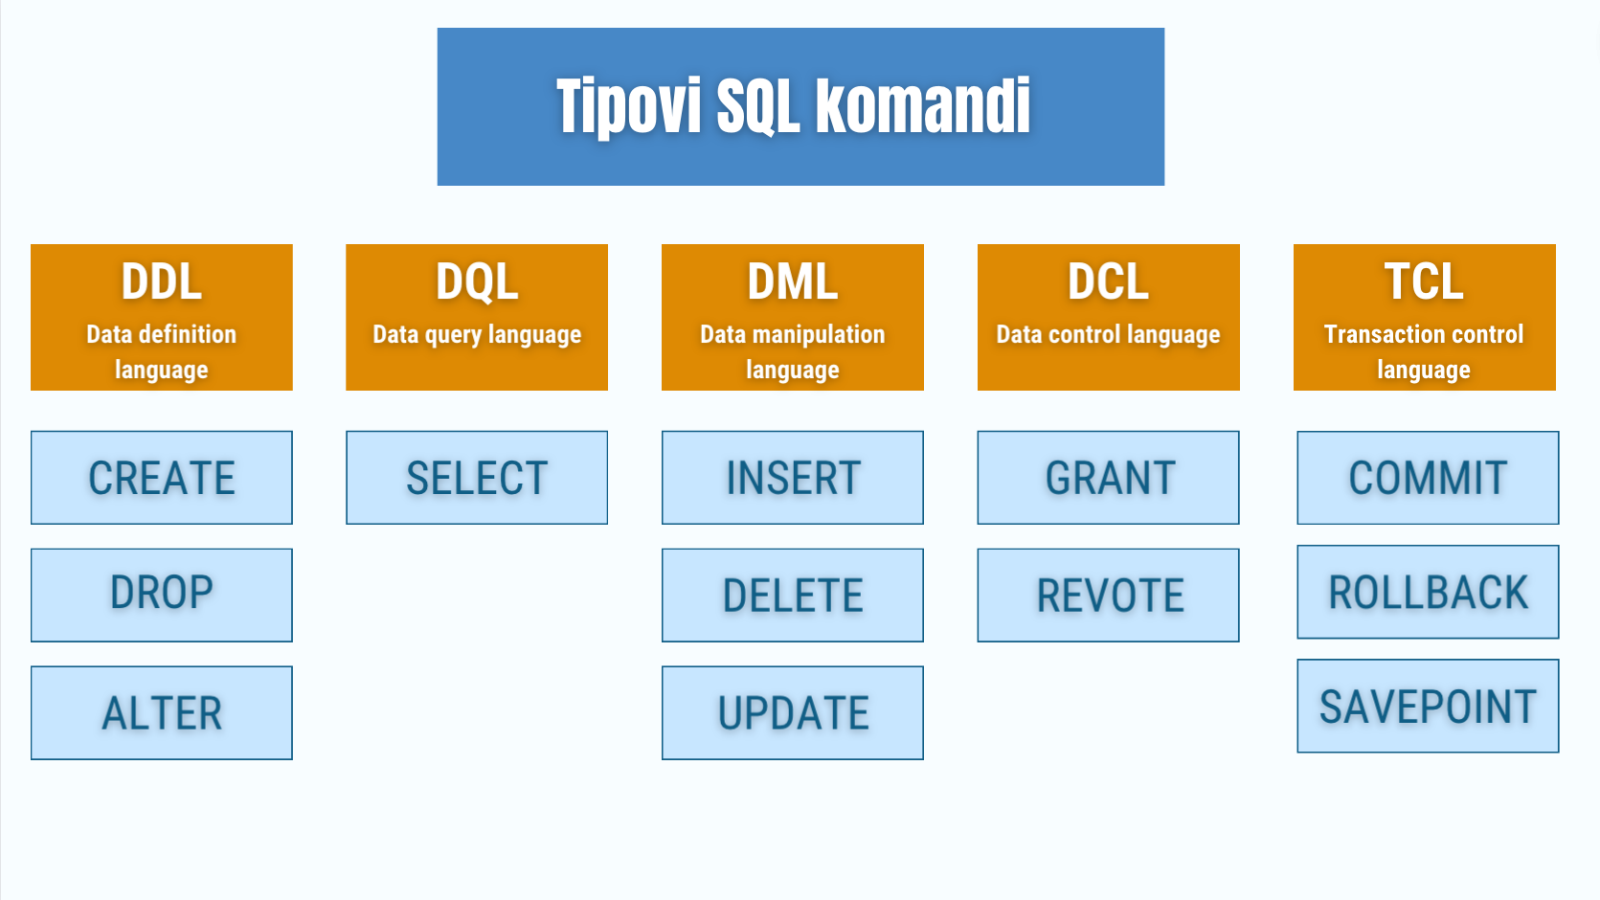 Tipovi SQL komandi
DDL
Data definition
language
CREATE
DROP
ALTER
DQL
Data query language
SELECT
DML
Data manipulation
language
INSERT
DELETE
UPDATE
DCL
Data control language
GRANT
REVOTE
TCL
Transaction control
language
COMMIT
ROLLBACK
SAVEPOINT